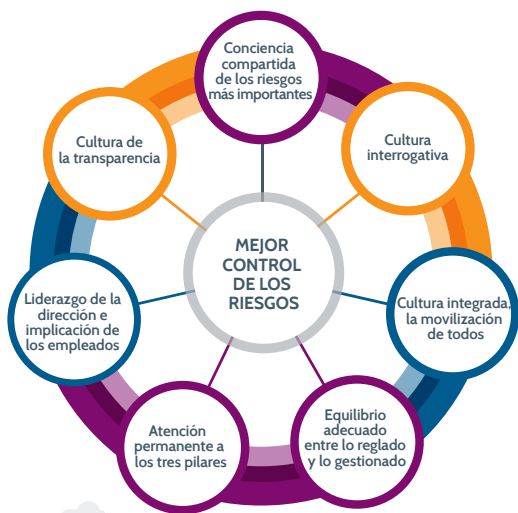 Conciencia
compartida
de los riesgos
más importantes
Cultura
interrogativa
Cultura integrada,
la movilización
de todos
Equilibrio
adecuado
entre lo reglado
y lo gestionado
Atención
permanente a
los tres pilares
Liderazgo de la
dirección e
implicación de
los empleados
Cultura de
la transparencia
MEJOR
CONTROL
DE LOS
RIESGOS